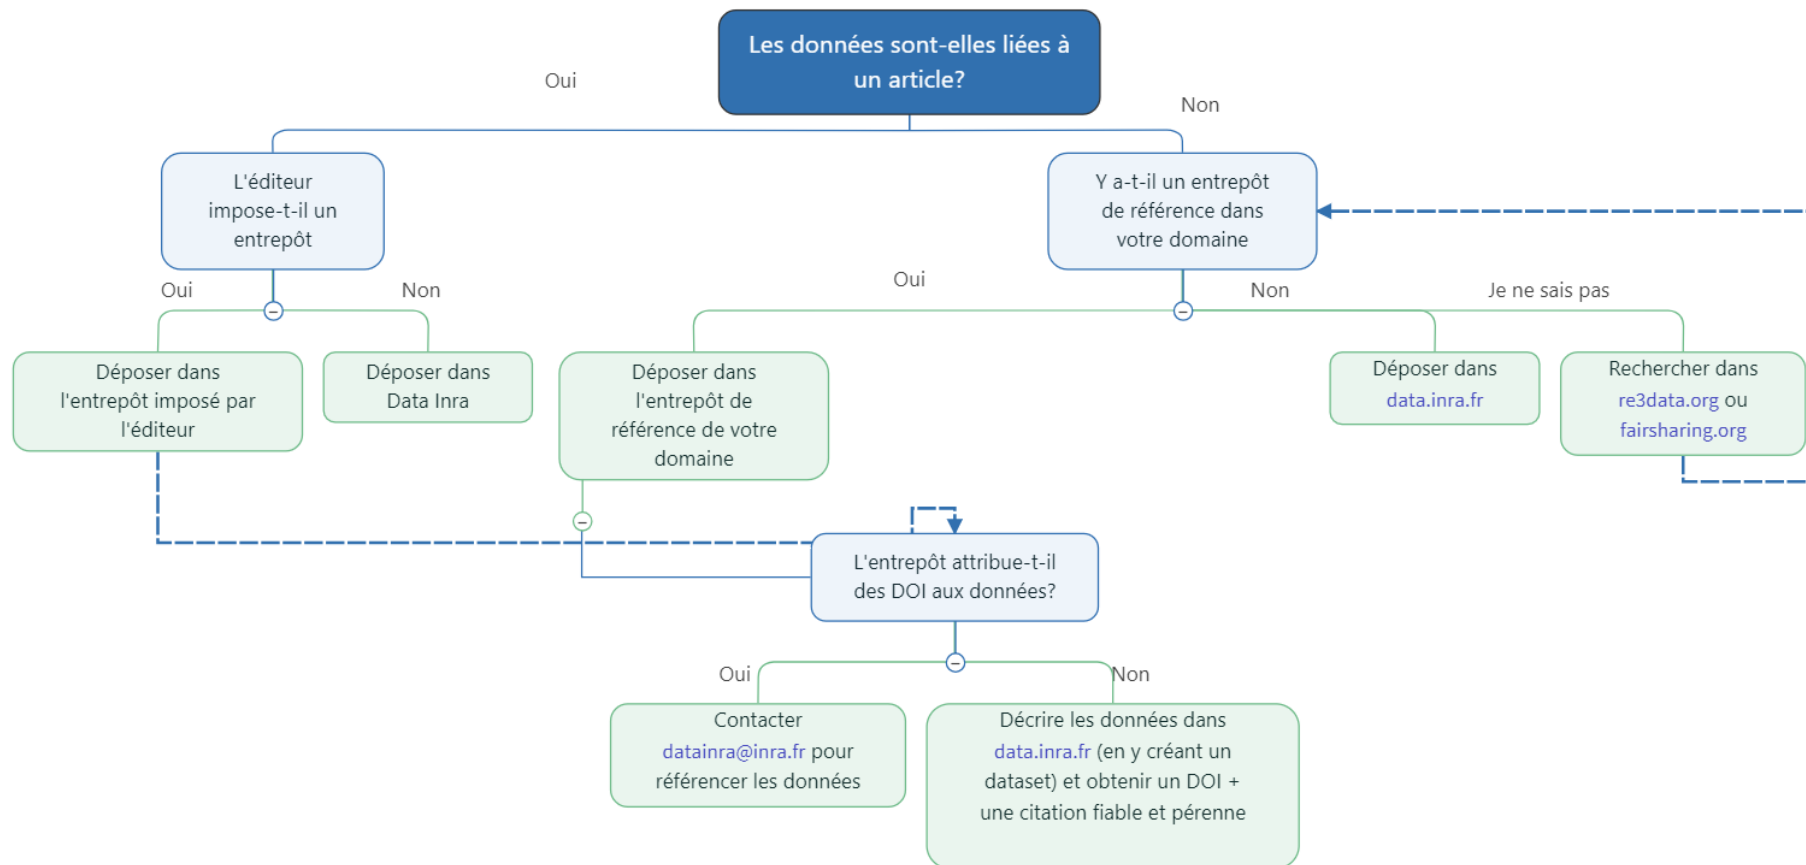 Les données sont-elles liées à
un article?
Oui
Non
L'éditeur
impose-t-il un
entrepôt
Y a-t-il un entrepôt
de référence dans
votre domaine
Oui
Non
Oui
Non
Je ne sais pas
Déposer dans
l'entrepôt imposé par
l'éditeur
Déposer dans
Data Inra
Déposer dans
l'entrepôt de
référence de votre
domaine
Déposer dans
data.inra.fr
Rechercher dans
re3data.org ou
fairsharing.org
L'entrepôt attribue-t-il
des DOI aux données?
Oui
Non
Contacter
datainra@inra.fr pour
référencer les données
Décrire les données dans
data.inra.fr (en y créant un
dataset) et obtenir un DOI +
une citation fiable et pérenne